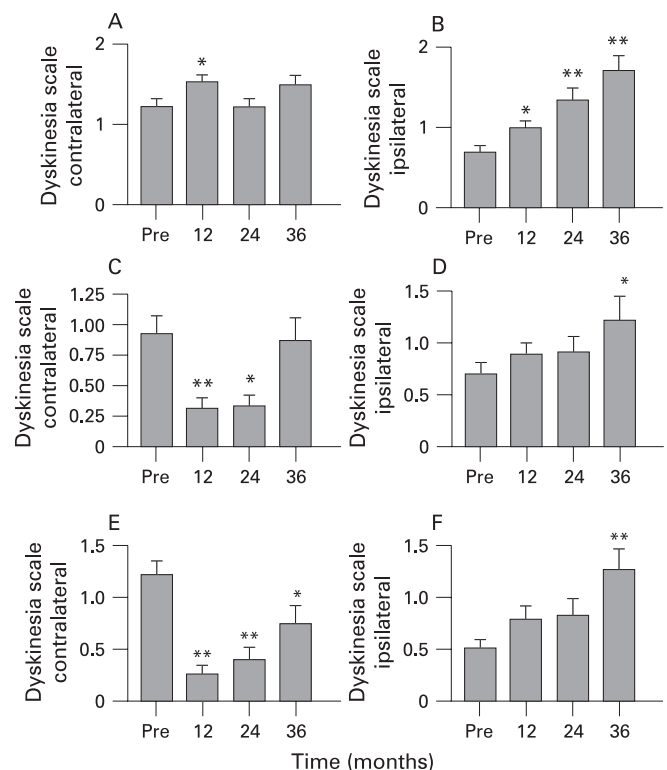 A
Dyskinesia scale
contralateral
2
1
0
*
Pre 12 24 36
B
Dyskinesia scale
ipsilateral
2
1
0
*
**
**
Pre 12 24 36
C
Dyskinesia scale
contralateral
1.25
1.00
0.75
0.50
0.25
0
**
*
Pre 12 24 36
D
Dyskinesia scale
ipsilateral
1.5
1.0
0.5
0
*
Pre 12 24 36
E
Dyskinesia scale
contralateral
1.5
1.0
0.5
0
**
**
*
Pre 12 24 36
F
Dyskinesia scale
ipsilateral
1.5
1.0
0.5
0
**
Pre 12 24 36
Time (months)